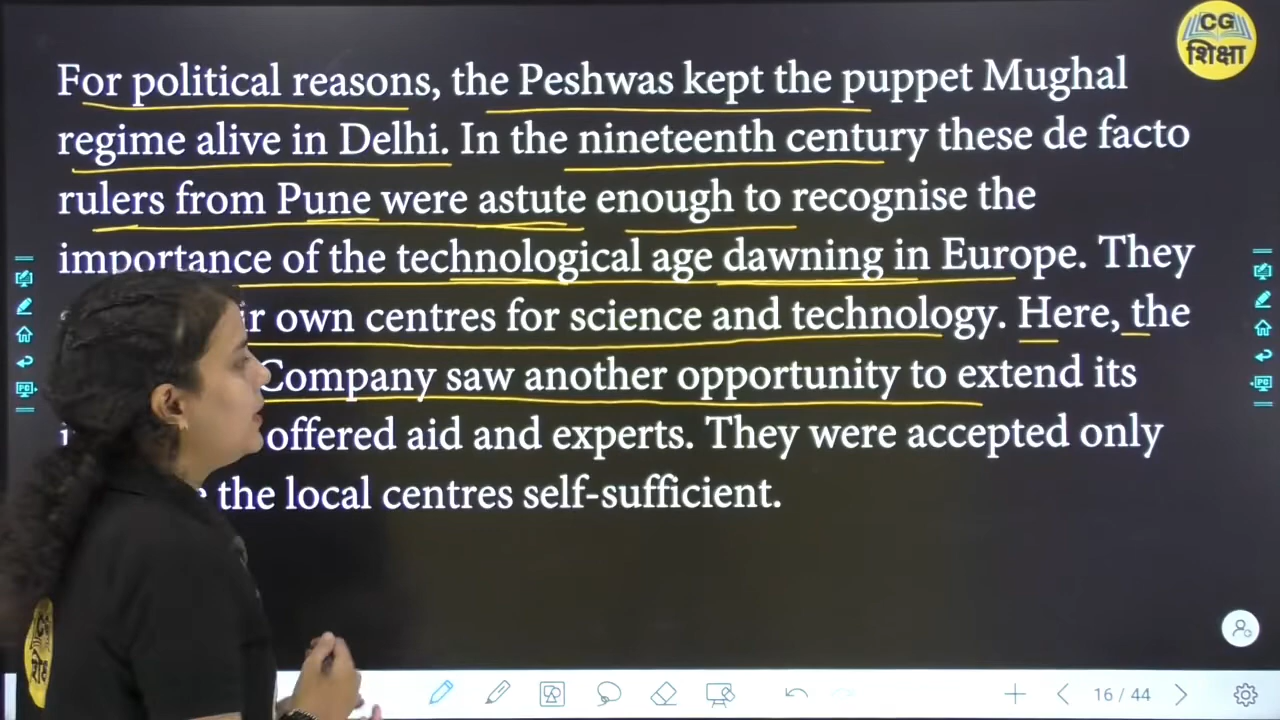 CG
शिक्षा
For political reasons, the Peshwas kept the puppet Mughal
regime alive in Delhi. In the nineteenth century these de facto
rulers from Pune were astute enough to recognise the
importance of the technological age dawning in Europe. They
own centres for science and technology. Here, the
Company saw another opportunity to extend its
offered aid and experts. They were accepted only
the local centres self-sufficient.
16 / 44